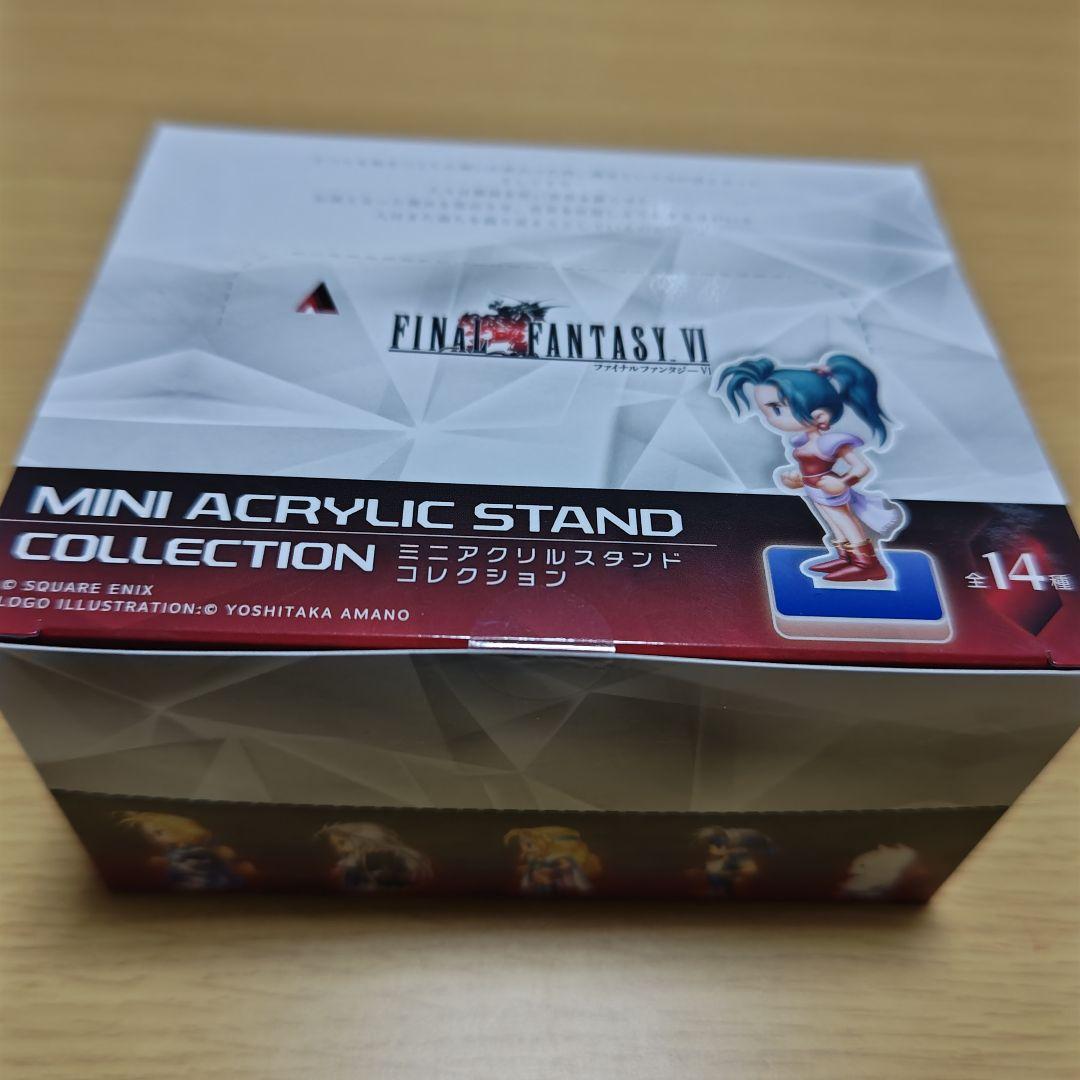 FINAL FANTASY VI
ファイナルファンタジーVI
MINI ACRYLIC STAND
COLLECTION
ミニアクリルスタンド
コレクション
全14種
© SQUARE ENIX
LOGO ILLUSTRATION:© YOSHITAKA AMANO